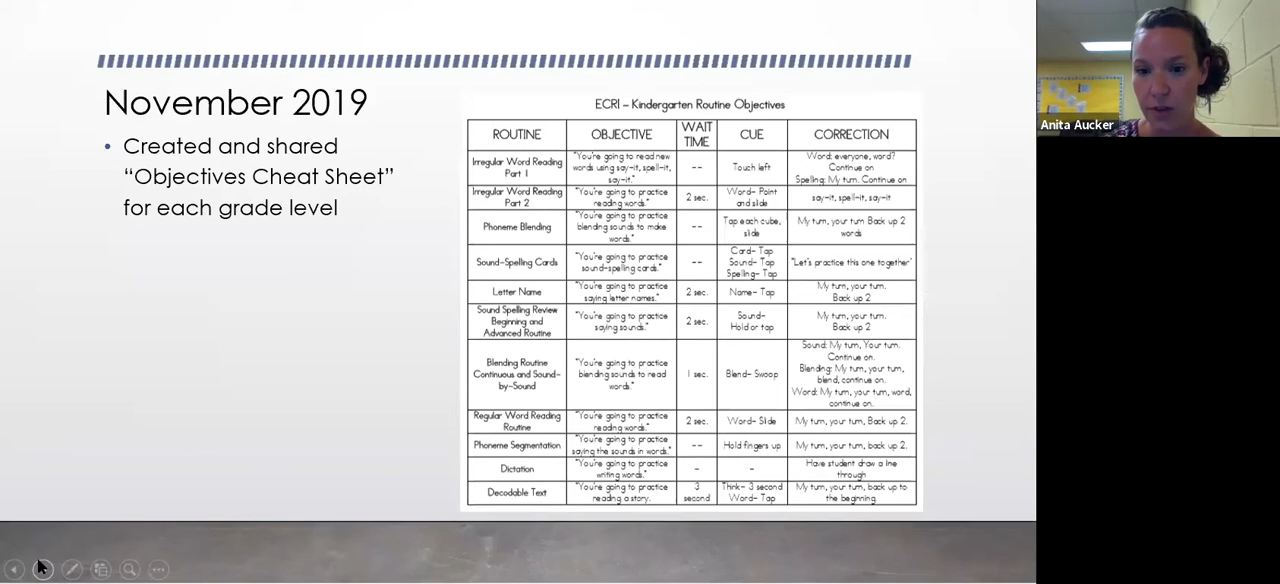 November 2019
• Created and shared
“Objectives Cheat Sheet”
for each grade level
ECRI – Kindergarten Routine Objectives
ROUTINE OBJECTIVE WAIT TIME CUE CORRECTION
Irregular Word Reading Part 1
"You're going to read new words using say-it, spell-it, say-it."
--
Touch left
Word: everyone, word? Continue on
Spelling: My turn. Continue on
Irregular Word Reading Part 2
"You're going to practice reading words."
2 sec.
Word- Point and slide
say-it, spell-it, say-it
Phoneme Blending
"You're going to practice blending sounds to make words."
--
Tap each cube, slide
My turn, your turn Back up 2 words
Sound-Spelling Cards
"You're going to practice sound-spelling cards."
--
Card- Tap
Sound- Tap
Spelling- Tap
"Let's practice this one together"
Letter Name
"You're going to practice saying letter names."
2 sec.
Name- Tap
My turn, your turn.
Back up 2
Sound Spelling Review Beginning and Advanced Routine
"You're going to practice saying sounds."
2 sec.
Sound- Hold or tap
My turn, your turn.
Back up 2
Blending Routine Continuous and Sound-by-Sound
"You're going to practice blending sounds to read words."
1 sec.
Blend- Swoop
Sound: My turn, Your turn. Continue on.
Blending: My turn, your turn, blend, continue on.
Word: My turn, your turn, word, continue on.
Regular Word Reading Routine
"You're going to practice reading words."
2 sec.
Word- Slide
My turn, your turn, Back up 2.
Phoneme Segmentation
"You're going to practice saying the sounds in words."
--
Hold fingers up
My turn, your turn, back up 2.
Dictation
"You're going to practice writing words."
-
-
Have student draw a line through
Decodable Text
"You're going to practice reading a story.
3 second
Think- 3 second
Word- Tap
My turn, your turn, back up to the beginning.
Anita Aucker